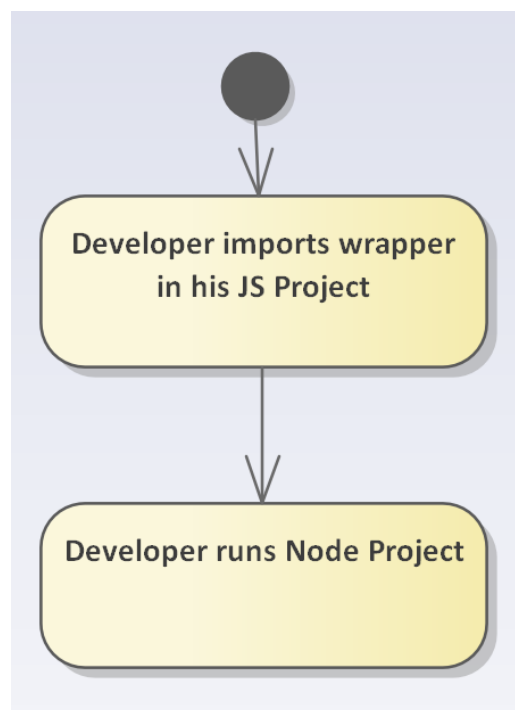 Developer imports wrapper
in his JS Project
Developer runs Node Project